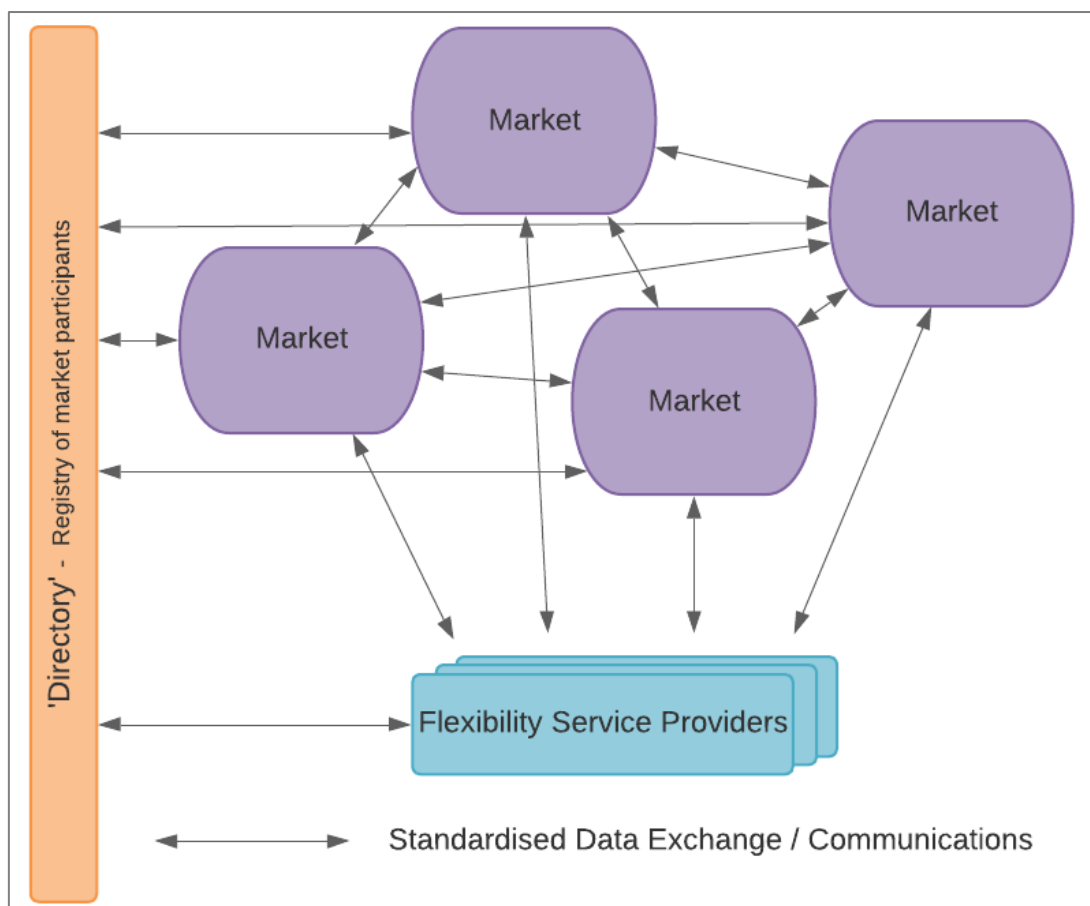 'Directory' - Registry of market participants
Market
Market
Market
Market
Flexibility Service Providers
Standardised Data Exchange / Communications